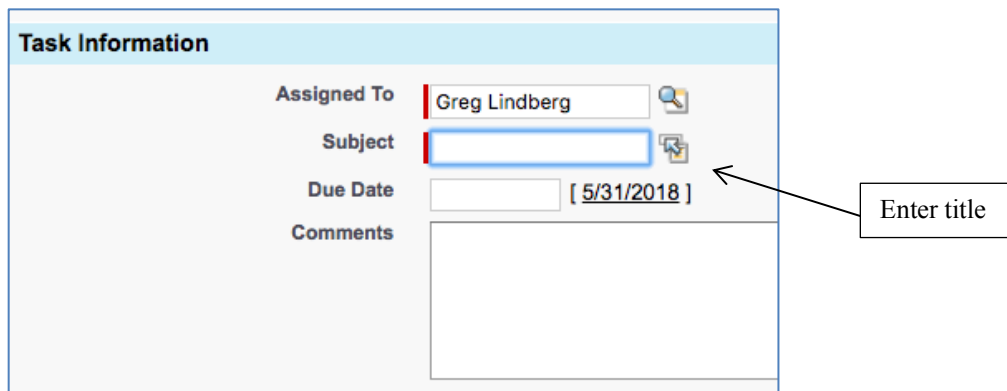 Task Information
Assigned To Greg Lindberg
Subject
Due Date [ 5/31/2018 ]
Enter title
Comments